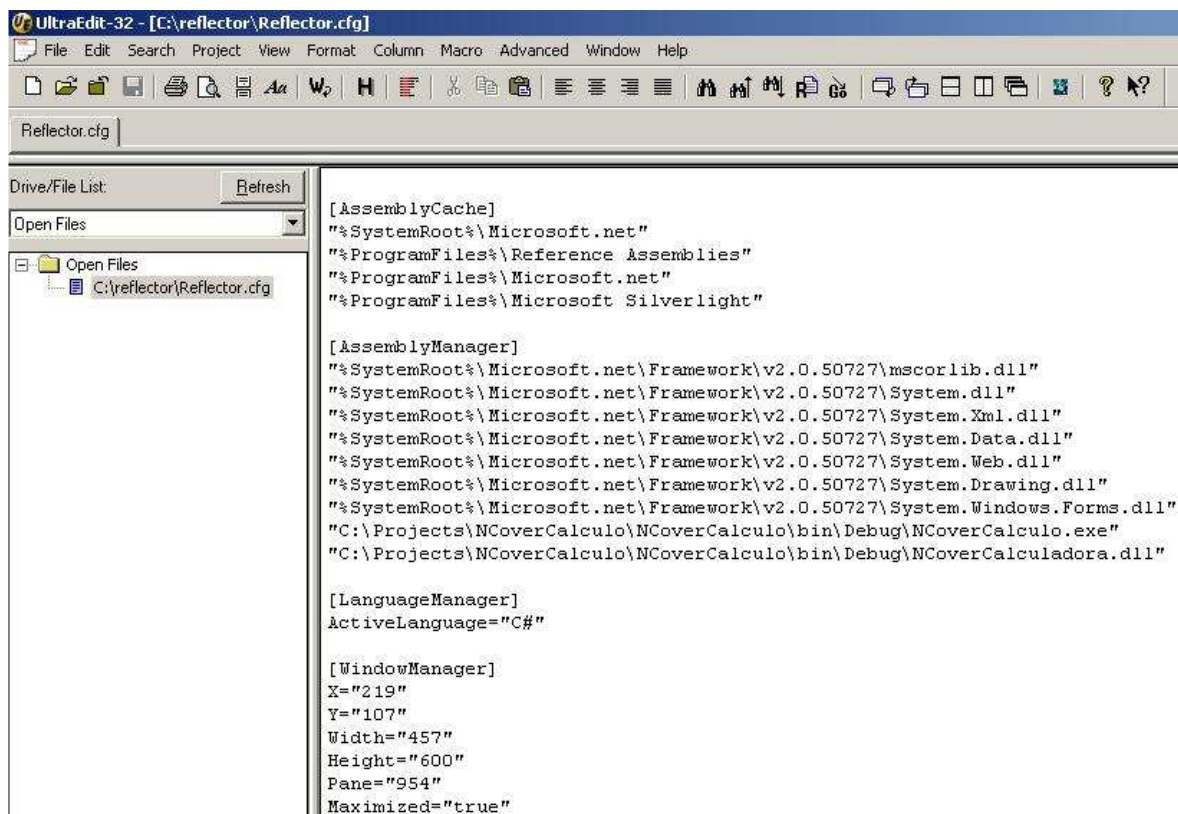 UltraEdit-32 - [C:\reflector\Reflector.cfg]
File Edit Search Project View Format Column Macro Advanced Window Help
Reflector.cfg
Drive/File List:
Refresh
Open Files
Open Files
C:\reflector\Reflector.cfg
[AssemblyCache]
"%SystemRoot%\Microsoft.net"
"%ProgramFiles%\Reference Assemblies"
"%ProgramFiles%\Microsoft.net"
"%ProgramFiles%\Microsoft Silverlight"
[AssemblyManager]
"%SystemRoot%\Microsoft.net\Framework\v2.0.50727\mscorlib.dll"
"%SystemRoot%\Microsoft.net\Framework\v2.0.50727\System.dll"
"%SystemRoot%\Microsoft.net\Framework\v2.0.50727\System.Xml.dll"
"%SystemRoot%\Microsoft.net\Framework\v2.0.50727\System.Data.dll"
"%SystemRoot%\Microsoft.net\Framework\v2.0.50727\System.Web.dll"
"%SystemRoot%\Microsoft.net\Framework\v2.0.50727\System.Drawing.dll"
"%SystemRoot%\Microsoft.net\Framework\v2.0.50727\System.Windows.Forms.dll"
"C:\Projects\NCoverCalculo\NCoverCalculo\bin\Debug\NCoverCalculo.exe"
"C:\Projects\NCoverCalculo\NCoverCalculo\bin\Debug\NCoverCalculadora.dll"
[LanguageManager]
ActiveLanguage="C#"
[WindowManager]
X="219"
Y="107"
Width="457"
Height="600"
Pane="954"
Maximized="true"